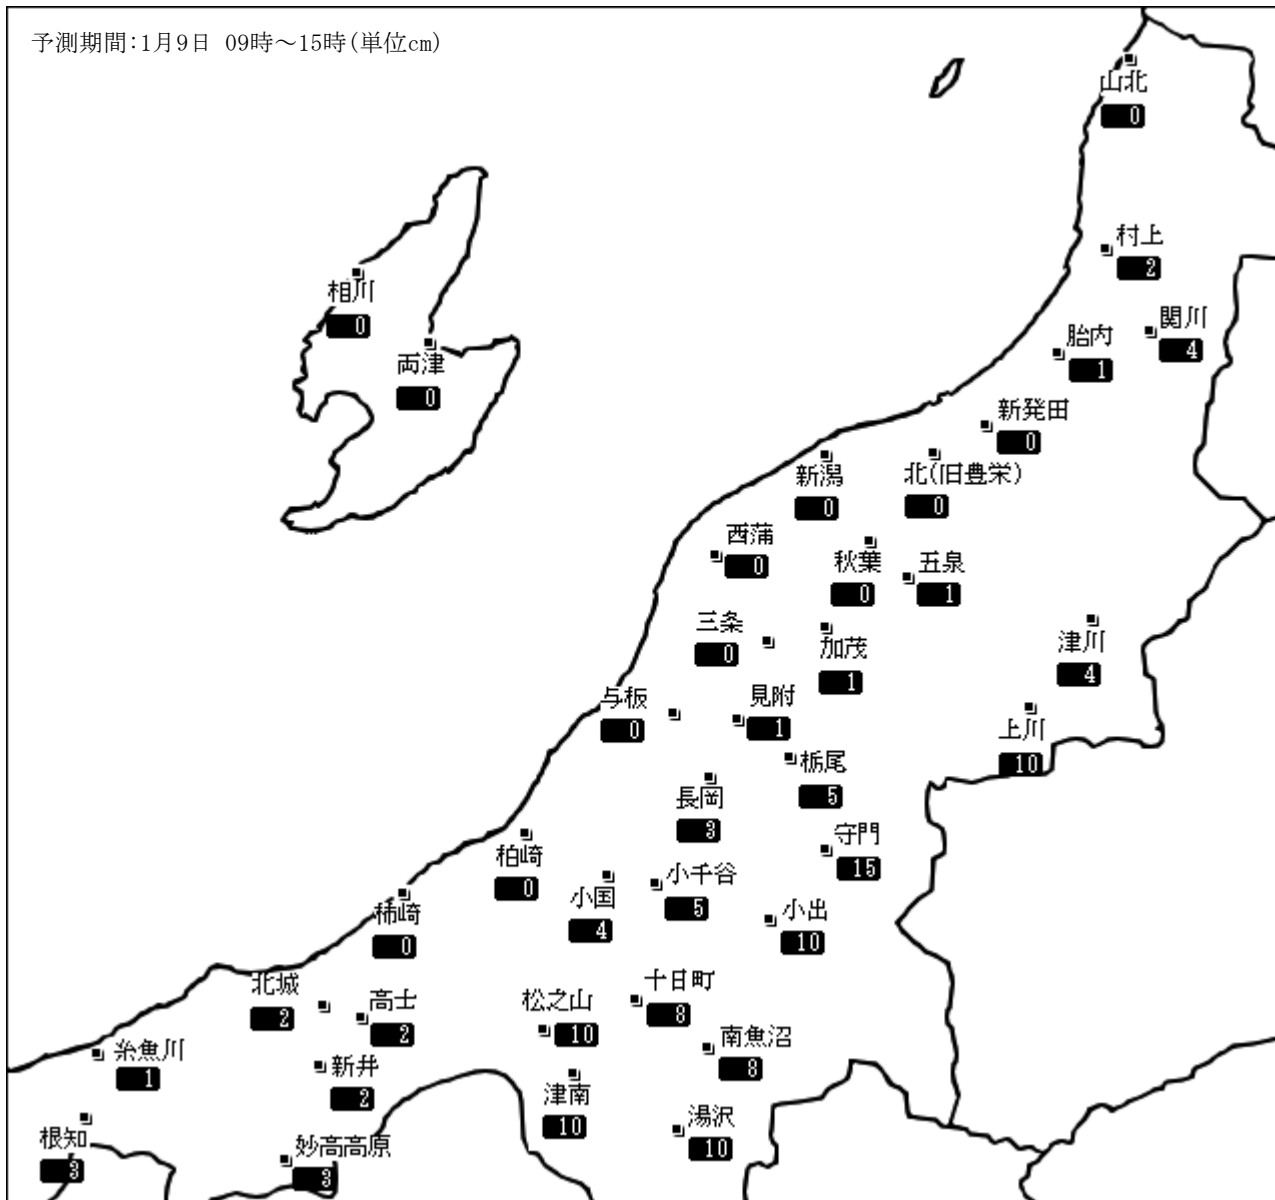 予測期間:1月9日 09時～15時(単位cm)
山北
0
村上
2
関川
4
胎内
1
新発田
0
相川
0
両津
0
新潟
0
北(旧豊栄)
0
西蒲
0
秋葉
0
五泉
1
三条
0
加茂
1
津川
4
与板
0
見附
1
上川
10
栃尾
5
長岡
3
守門
15
柏崎
0
小国
4
小千谷
5
小出
10
柿崎
0
北城
2
高士
2
松之山
10
十日町
8
南魚沼
8
糸魚川
1
新井
2
津南
10
湯沢
10
根知
3
妙高高原
3